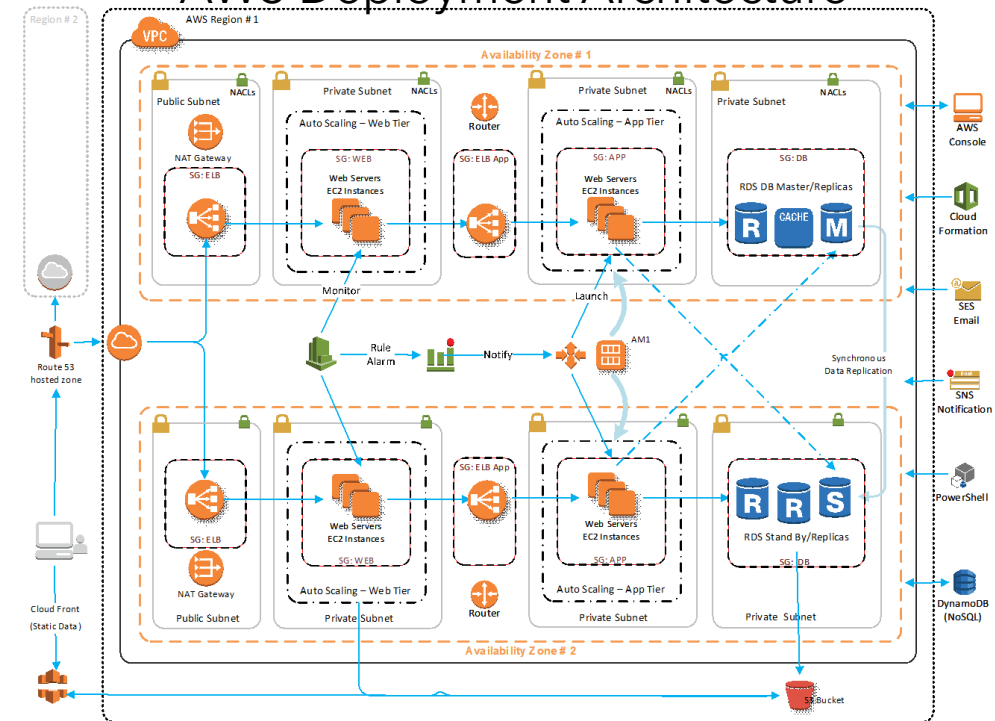 AWS Deployment Architecture
Region # 2
AWS Region # 1
VPC
Availability Zone # 1
NACLs
Public Subnet
NAT Gateway
SG: ELB
NACLs
Private Subnet
Auto Scaling – Web Tier
SG: WEB
Web Servers
EC2 Instances
Router
SG: ELB App
NACLs
Private Subnet
Auto Scaling – App Tier
SG: APP
Web Servers
EC2 Instances
NACLs
Private Subnet
SG: DB
RDS DB Master/Replicas
R
CACHE
M
AWS
Console
Cloud
Formation
SES
Email
SNS
Notification
PowerShell
DynamoDB
(NoSQL)
Route 53
hosted zone
Monitor
Rule
Alarm
Notify
Launch
AM1
Synchronous
Data Replication
SG: ELB
NAT Gateway
Public Subnet
Web Servers
EC2 Instances
SG: WEB
Auto Scaling – Web Tier
Private Subnet
SG: ELB App
Router
Web Servers
EC2 Instances
SG: APP
Auto Scaling – App Tier
Private Subnet
R
R
S
RDS Stand By/Replicas
SG: DB
Private Subnet
Availability Zone # 2
Cloud Front
(Static Data)
S3 Bucket